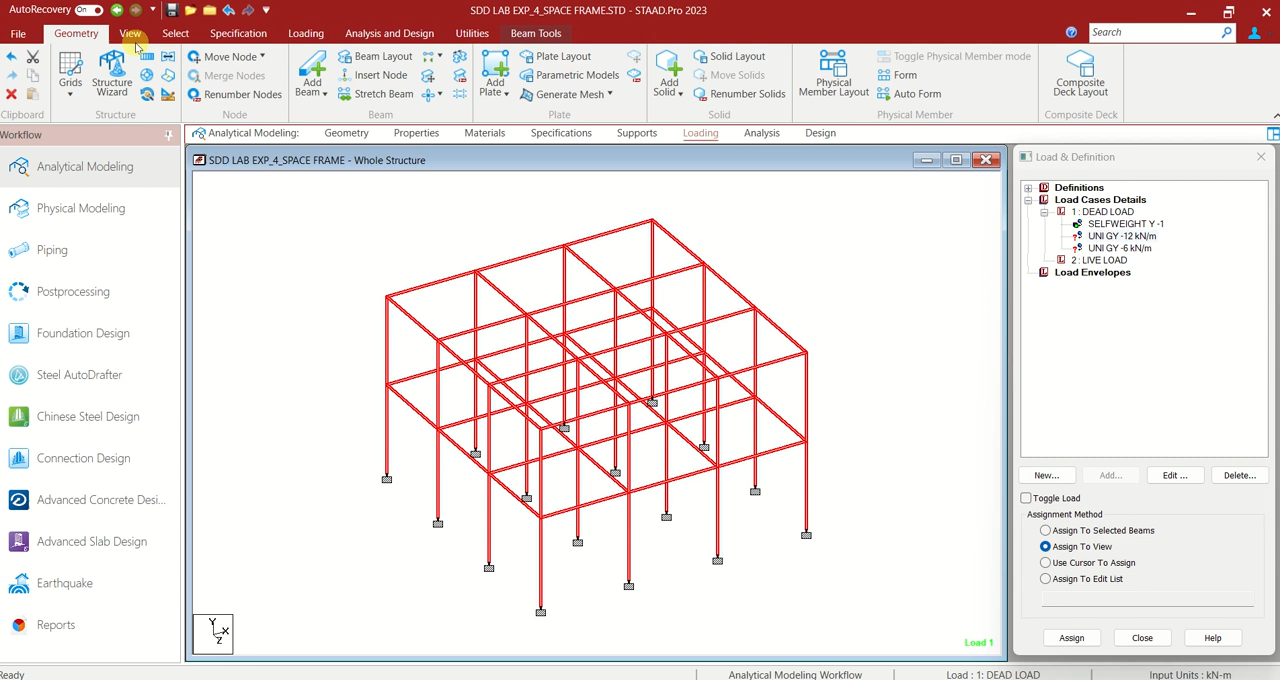 AutoRecovery On
SDD LAB EXP_4_SPACE FRAME.STD - STAAD.Pro 2023
File Geometry View Select Specification Loading Analysis and Design Utilities Beam Tools
Search
Grids
Structure Wizard
Move Node
Merge Nodes
Renumber Nodes
Add Beam
Beam Layout
Insert Node
Stretch Beam
Add Plate
Plate Layout
Parametric Models
Generate Mesh
Add Solid
Solid Layout
Move Solids
Renumber Solids
Physical Member Layout
Toggle Physical Member mode
Form
Auto Form
Composite Deck Layout
Clipboard Structure Node Beam Plate Solid Physical Member Composite Deck
Workflow
Analytical Modeling: Geometry Properties Materials Specifications Supports Loading Analysis Design
Analytical Modeling
Physical Modeling
Piping
Postprocessing
Foundation Design
Steel AutoDrafter
Chinese Steel Design
Connection Design
Advanced Concrete Desi...
Advanced Slab Design
Earthquake
Reports
SDD LAB EXP_4_SPACE FRAME - Whole Structure
Y
X
Z
Load 1
Load & Definition
Definitions
Load Cases Details
1 : DEAD LOAD
SELFWEIGHT Y -1
UNI GY -12 kN/m
UNI GY -6 kN/m
2 : LIVE LOAD
Load Envelopes
New... Add... Edit ... Delete...
Toggle Load
Assignment Method
Assign To Selected Beams
Assign To View
Use Cursor To Assign
Assign To Edit List
Assign Close Help
Ready
Analytical Modeling Workflow
Load : 1: DEAD LOAD
Input Units : kN-m